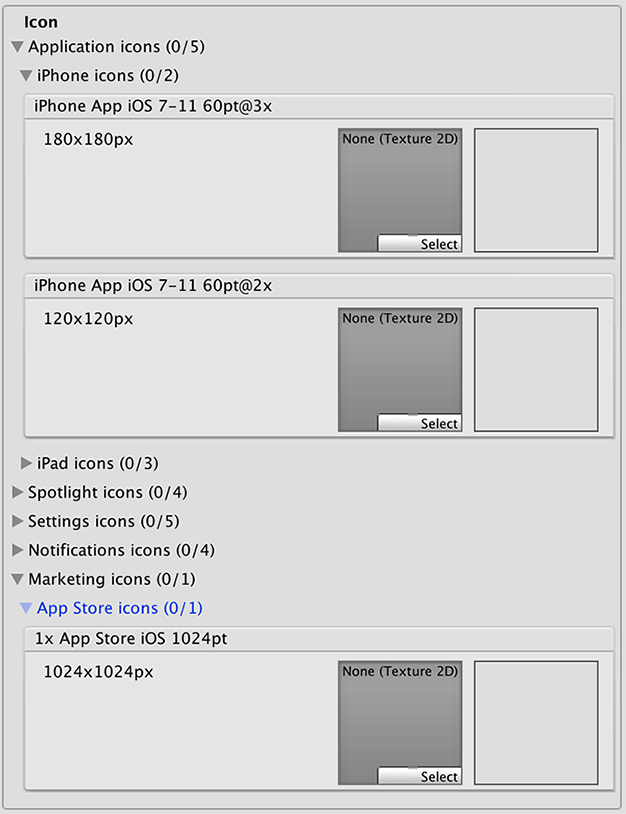 Icon
Application icons (0/5)
iPhone icons (0/2)
iPhone App iOS 7–11 60pt@3x
180x180px
None (Texture 2D)
Select
iPhone App iOS 7–11 60pt@2x
120x120px
None (Texture 2D)
Select
iPad icons (0/3)
Spotlight icons (0/4)
Settings icons (0/5)
Notifications icons (0/4)
Marketing icons (0/1)
App Store icons (0/1)
1x App Store iOS 1024pt
1024x1024px
None (Texture 2D)
Select